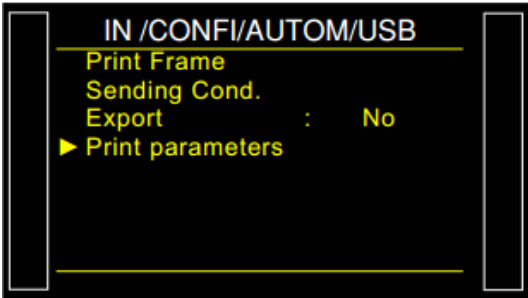 IN /CONFI/AUTOM/USB
Print Frame
Sending Cond.
Export : No
► Print parameters